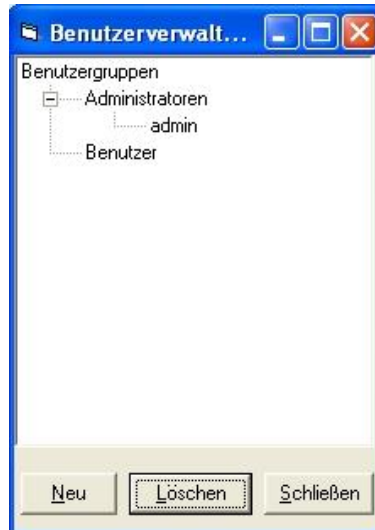 Benutzerverwalt...
Benutzergruppen
Administratoren
admin
Benutzer
Neu Löschen Schließen